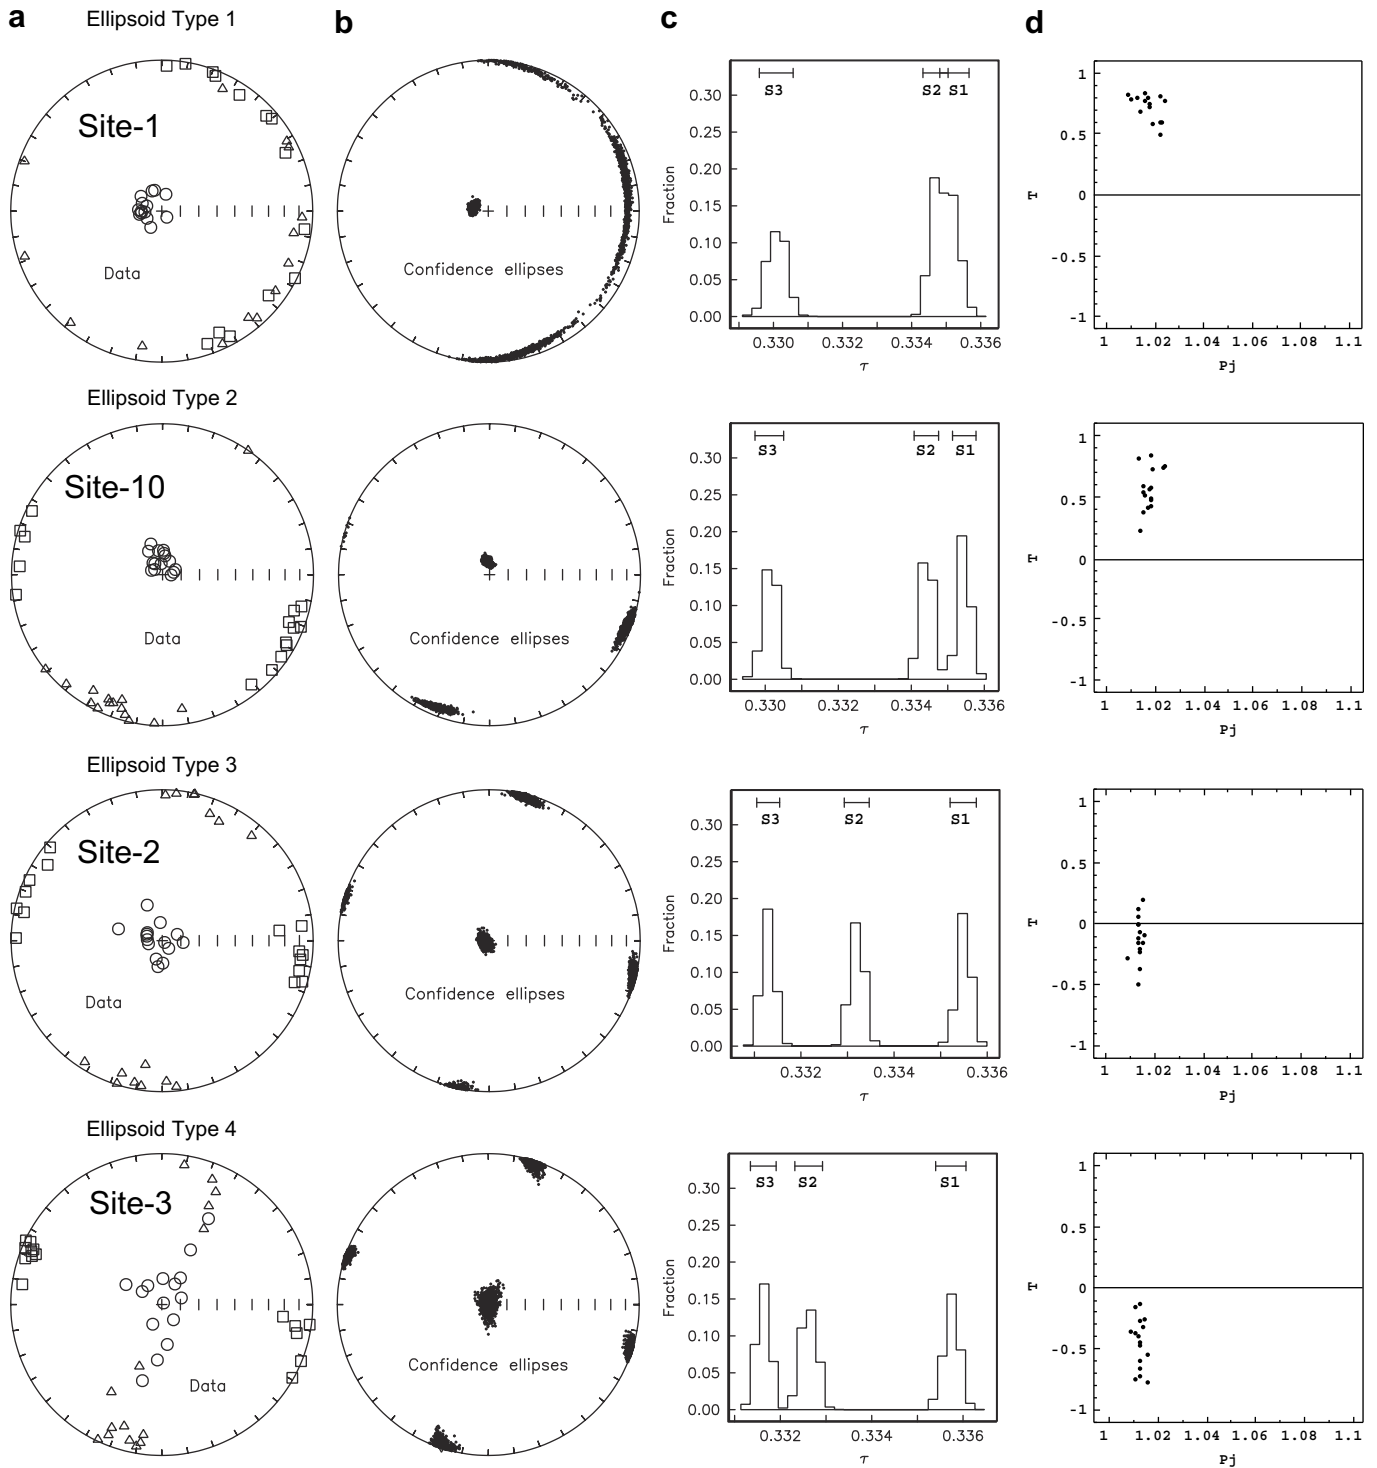 a Ellipsoid Type 1 b c d
Site-1
Data
Confidence ellipses
S3 S2 S1
0.30
0.25
0.20
0.15
0.10
0.05
0.00
Fraction
0.330 0.332 0.334 0.336
τ
1
0.5
0
-0.5
-1
T
1 1.02 1.04 1.06 1.08 1.1
Pj
Ellipsoid Type 2
Site-10
Data
Confidence ellipses
S3 S2 S1
0.30
0.25
0.20
0.15
0.10
0.05
0.00
Fraction
0.330 0.332 0.334 0.336
τ
1
0.5
0
-0.5
-1
T
1 1.02 1.04 1.06 1.08 1.1
Pj
Ellipsoid Type 3
Site-2
Data
Confidence ellipses
S3 S2 S1
0.30
0.25
0.20
0.15
0.10
0.05
0.00
Fraction
0.332 0.334 0.336
τ
1
0.5
0
-0.5
-1
T
1 1.02 1.04 1.06 1.08 1.1
Pj
Ellipsoid Type 4
Site-3
Data
Confidence ellipses
S3 S2 S1
0.30
0.25
0.20
0.15
0.10
0.05
0.00
Fraction
0.332 0.334 0.336
τ
1
0.5
0
-0.5
-1
T
1 1.02 1.04 1.06 1.08 1.1
Pj